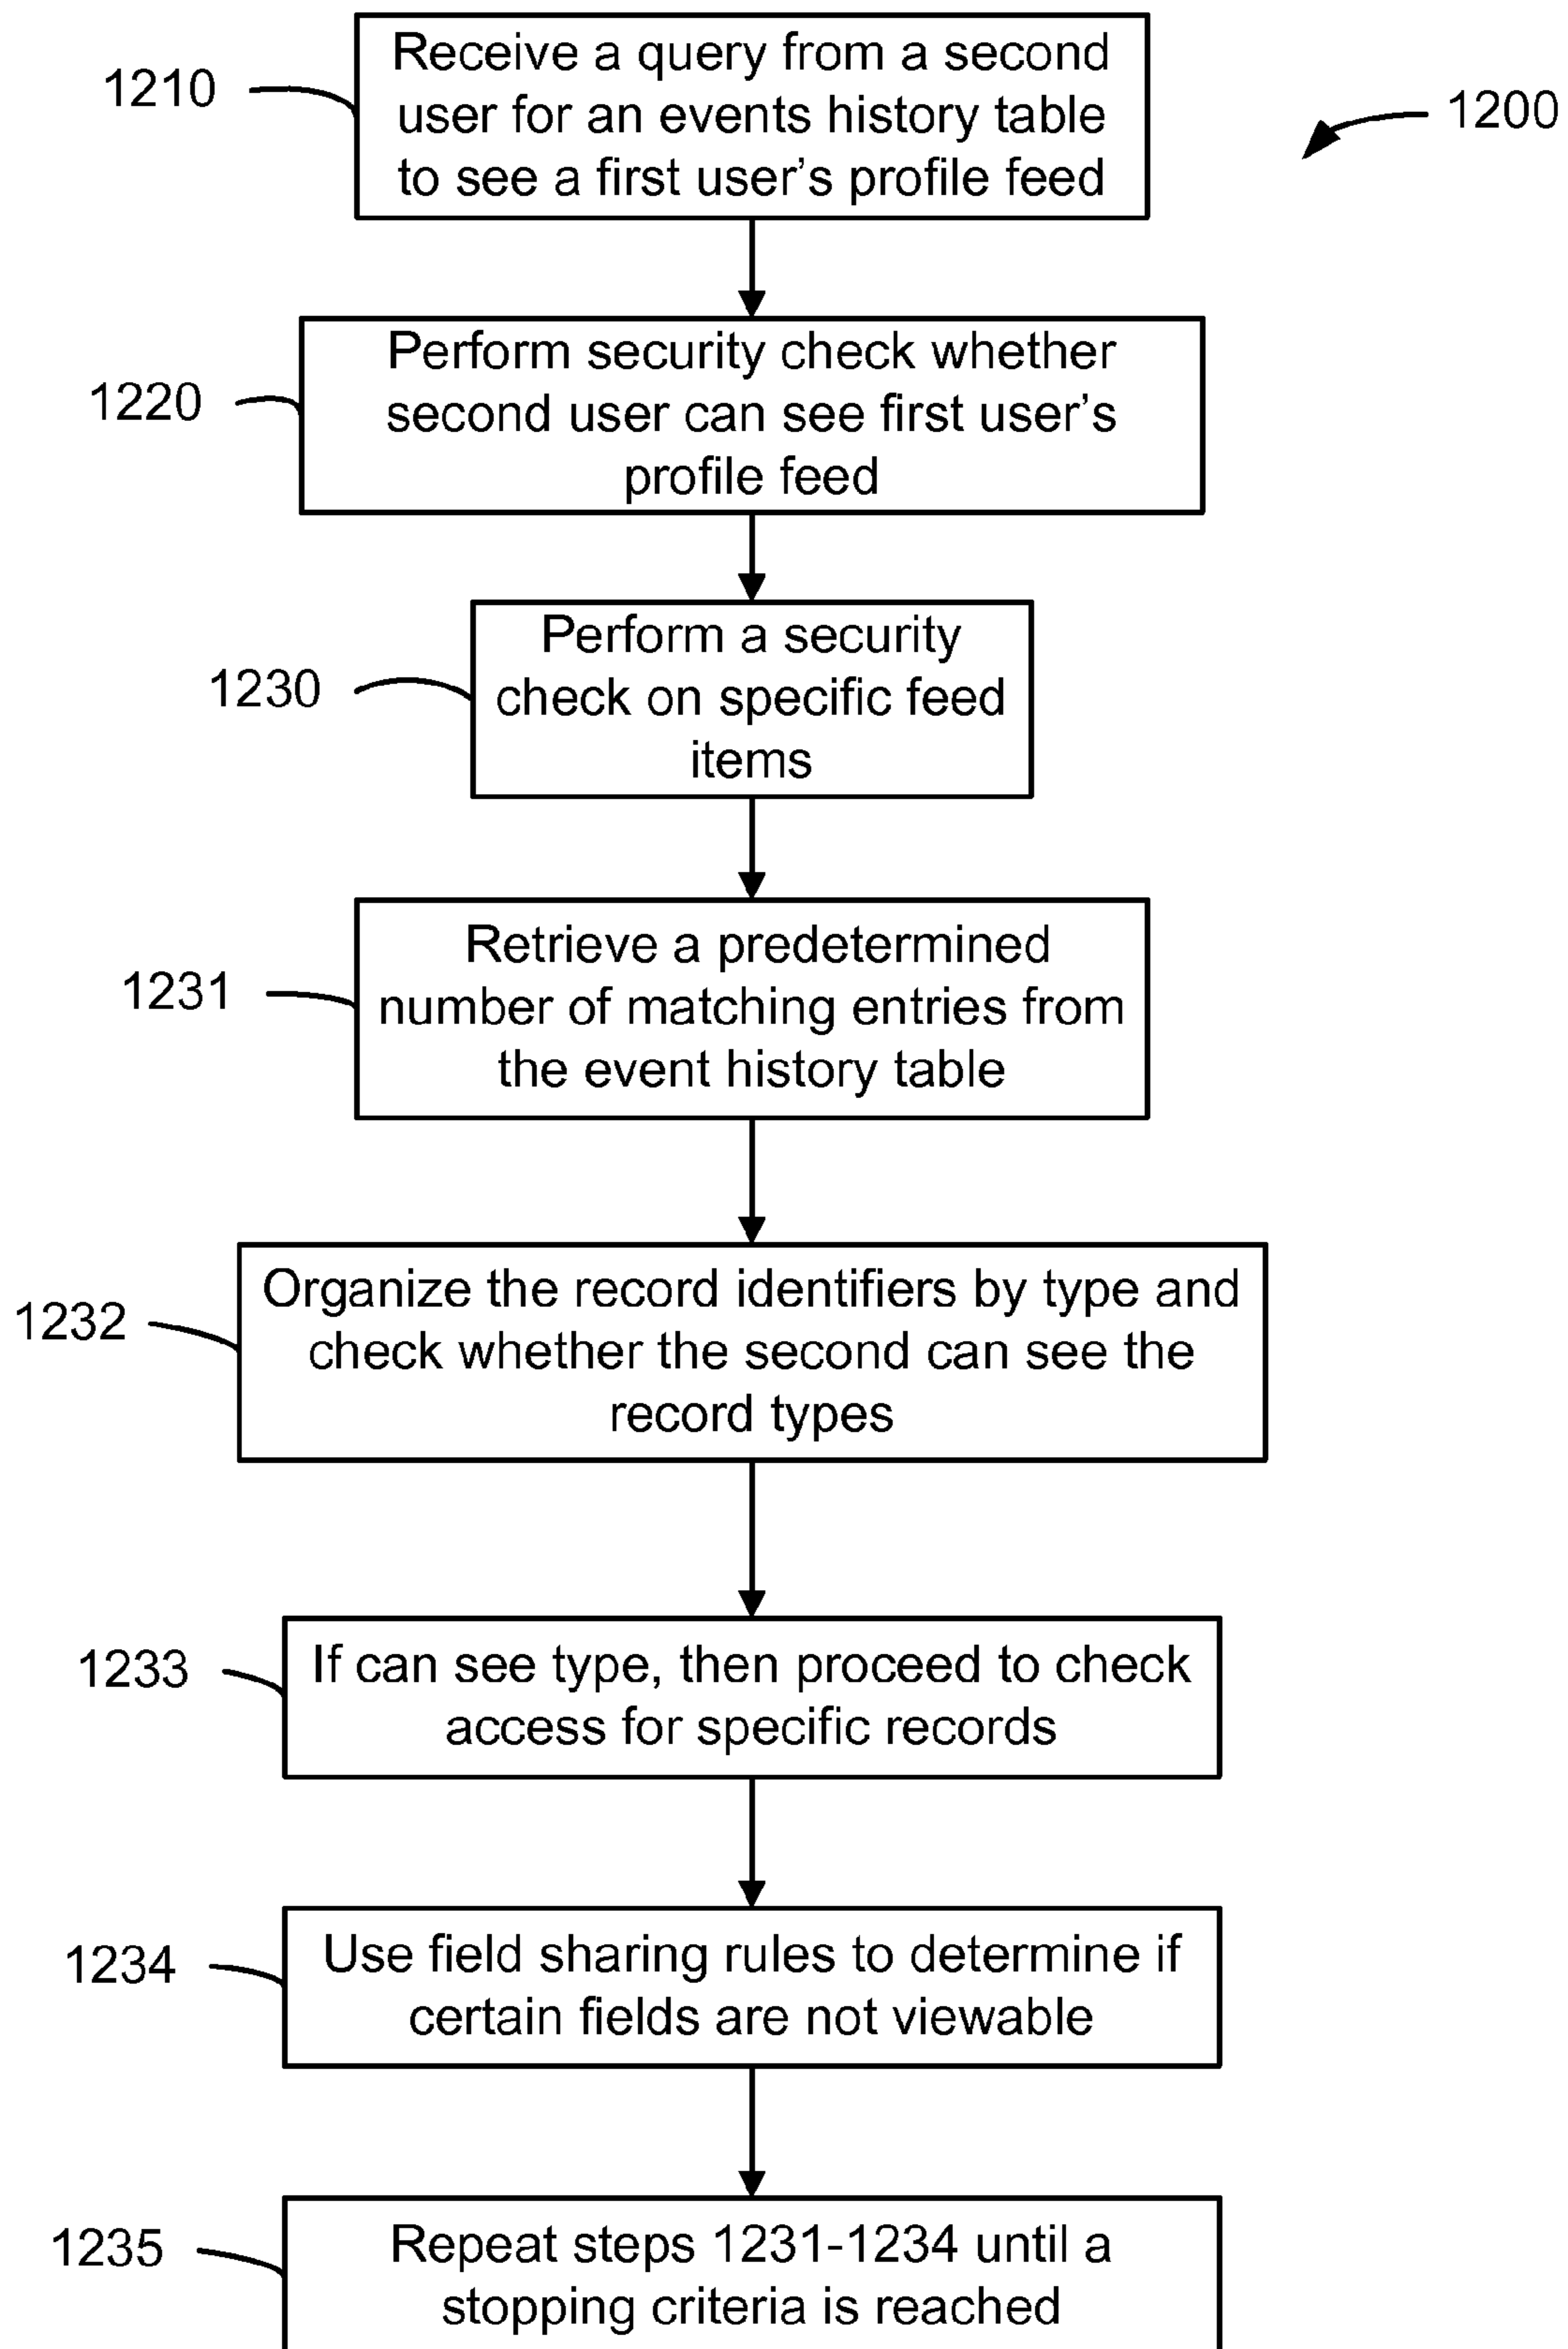 1210
Receive a query from a second
user for an events history table
to see a first user's profile feed
1200
1220
Perform security check whether
second user can see first user's
profile feed
1230
Perform a security
check on specific feed
items
1231
Retrieve a predetermined
number of matching entries from
the event history table
1232
Organize the record identifiers by type and
check whether the second can see the
record types
1233
If can see type, then proceed to check
access for specific records
1234
Use field sharing rules to determine if
certain fields are not viewable
1235
Repeat steps 1231-1234 until a
stopping criteria is reached